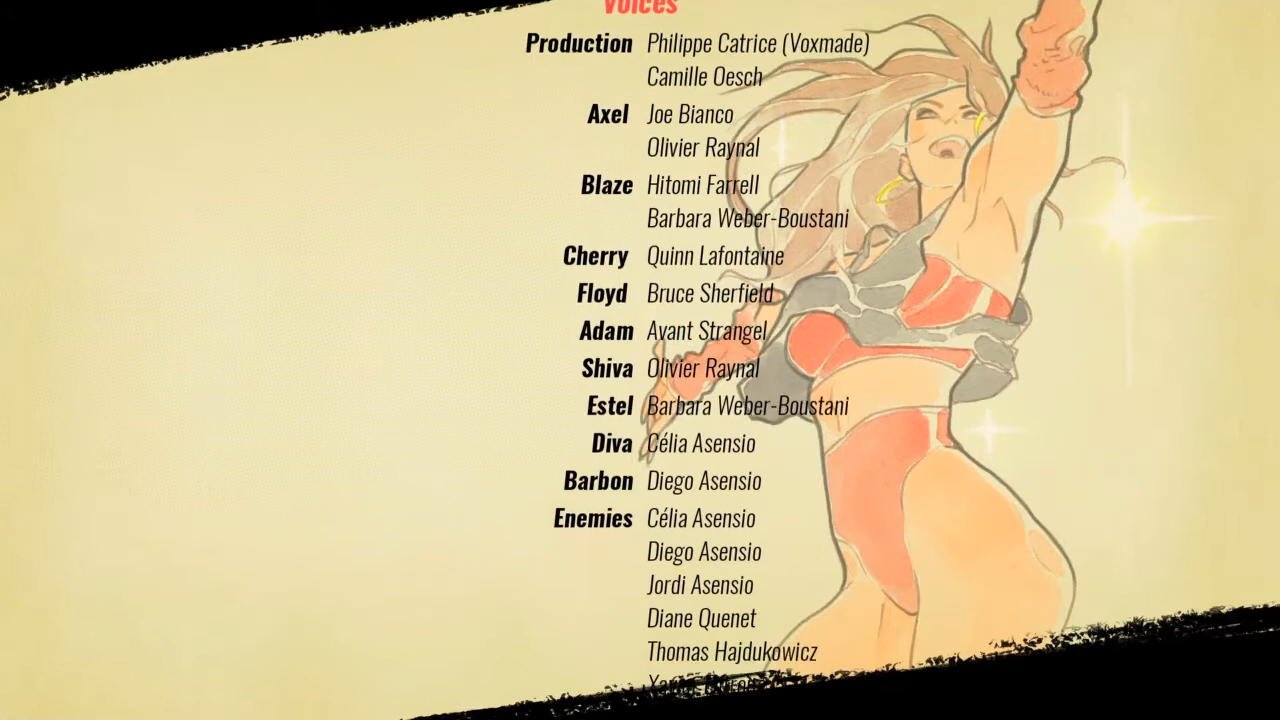 Voices
Production Philippe Catrice (Voxmade)
Camille Oesch
Axel Joe Bianco
Olivier Raynal
Blaze Hitomi Farrell
Barbara Weber-Boustani
Cherry Quinn Lafontaine
Floyd Bruce Sherfield
Adam Avant Strangel
Shiva Olivier Raynal
Estel Barbara Weber-Boustani
Diva Célia Asensio
Barbon Diego Asensio
Enemies Célia Asensio
Diego Asensio
Jordi Asensio
Diane Quenet
Thomas Hajdukowicz